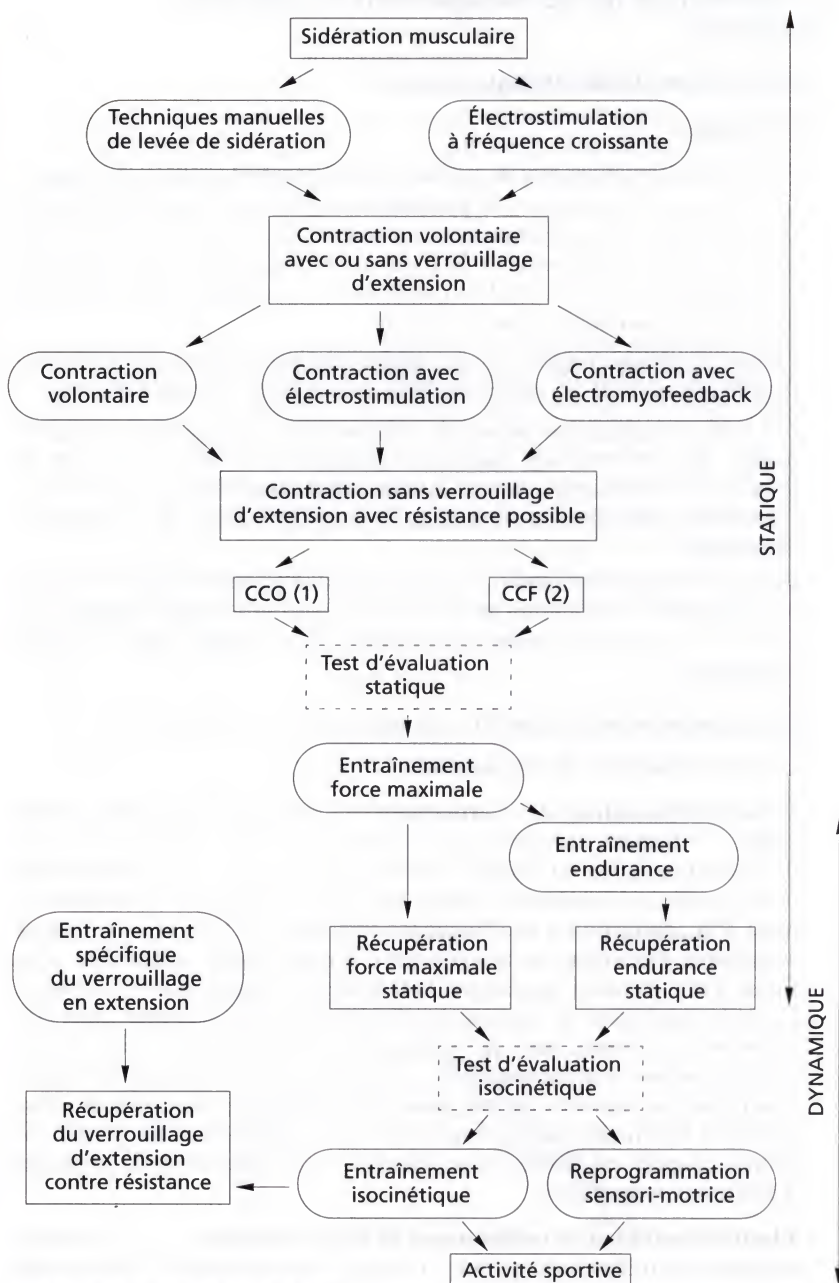 Sidération musculaire
Techniques manuelles
de levée de sidération
Électrostimulation
à fréquence croissante
Contraction volontaire
avec ou sans verrouillage
d'extension
Contraction
volontaire
Contraction avec
électrostimulation
Contraction avec
électromyofeedback
Contraction sans verrouillage
d'extension avec résistance possible
STATIQUE
CCO (1)
CCF (2)
Test d'évaluation
statique
Entraînement
force maximale
Entraînement
endurance
Entraînement
spécifique
du verrouillage
en extension
Récupération
force maximale
statique
Récupération
endurance
statique
DYNAMIQUE
Test d'évaluation
isocinétique
Récupération
du verrouillage
d'extension
contre résistance
Entraînement
isocinétique
Reprogrammation
sensori-motrice
Activité sportive